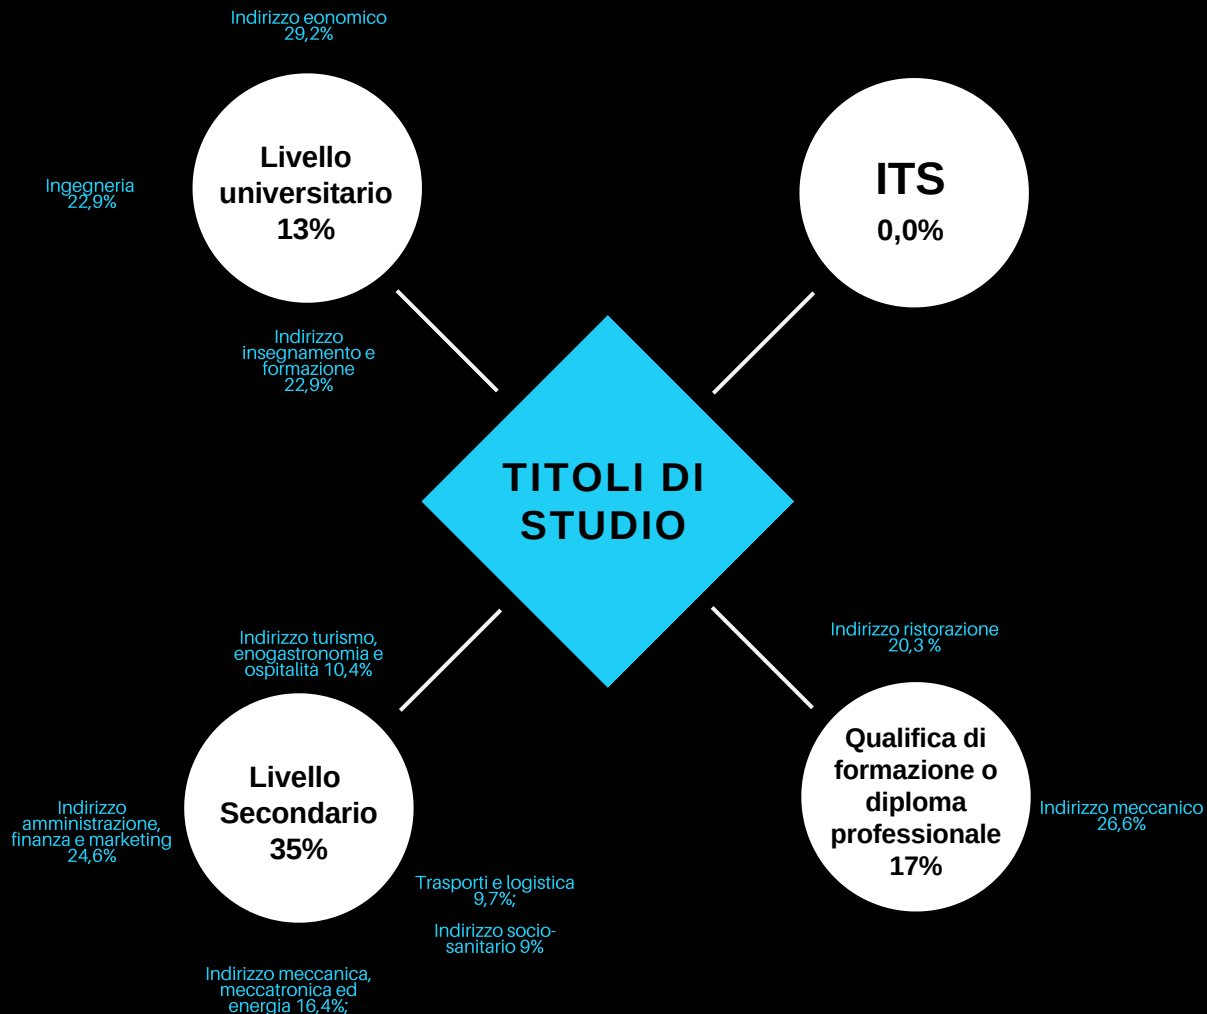 Indirizzo eonomico
29,2%
Livello
universitario
13%
Ingegneria
22,9%
Indirizzo
insegnamento e
formazione
22,9%
ITS
0,0%
TITOLI DI
STUDIO
Indirizzo turismo,
enogastronomia e
ospitalità 10,4%
Livello
Secondario
35%
Indirizzo
amministrazione,
finanza e marketing
24,6%
Trasporti e logistica
9,7%;
Indirizzo socio-
sanitario 9%
Indirizzo meccanica,
meccatronica ed
energia 16,4%;
Indirizzo ristorazione
20,3 %
Qualifica di
formazione o
diploma
professionale
17%
Indirizzo meccanico
26,6%